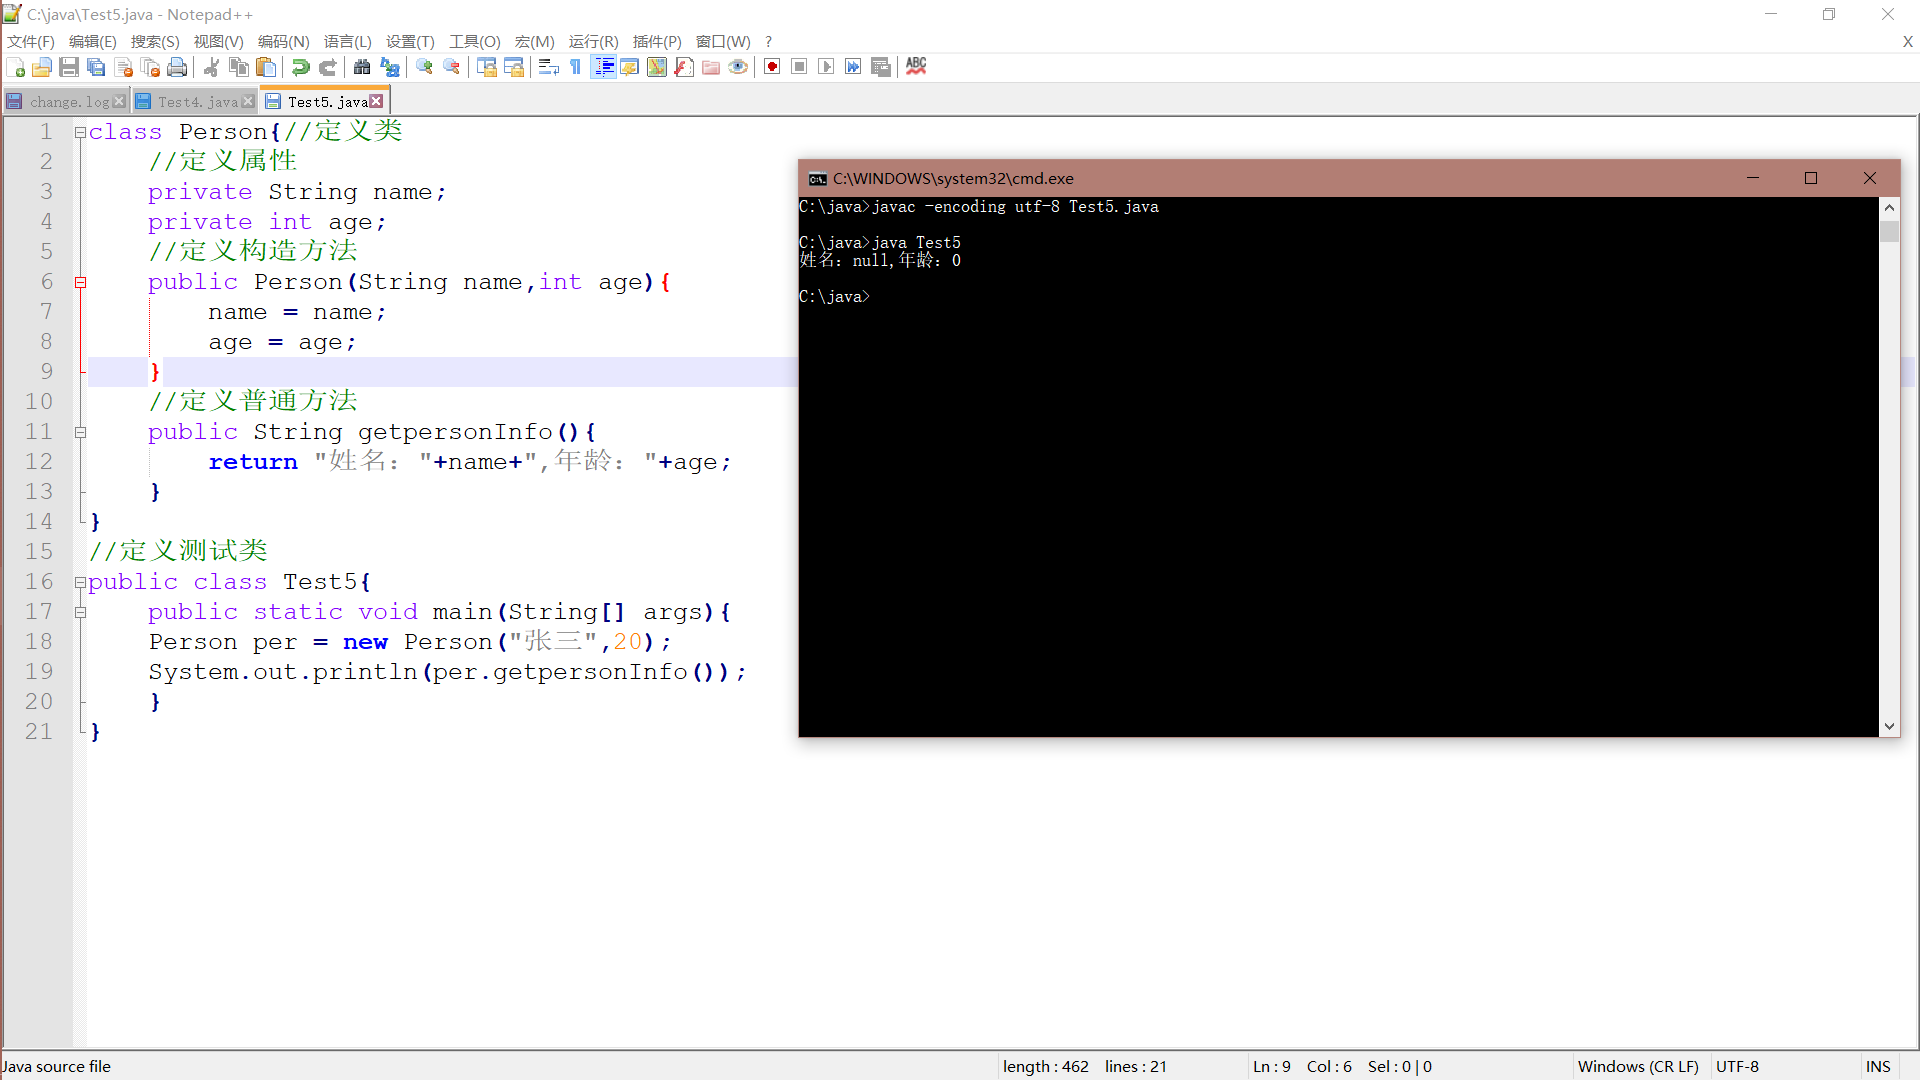 C:\java\Test5.java - Notepad++
文件(F) 编辑(E) 搜索(S) 视图(V) 编码(N) 语言(L) 设置(T) 工具(O) 宏(M) 运行(R) 插件(P) 窗口(W) ? X
ABC
change.log Test4.java Test5.java
1 class Person{//定义类
2 //定义属性
3 private String name;
4 private int age;
5 //定义构造方法
6 public Person(String name,int age){
7 name = name;
8 age = age;
9 }
10 //定义普通方法
11 public String getpersonInfo(){
12 return "姓名："+name+",年龄："+age;
13 }
14 }
15 //定义测试类
16 public class Test5{
17 public static void main(String[] args){
18 Person per = new Person("张三",20);
19 System.out.println(per.getpersonInfo());
20 }
21 }
C:\WINDOWS\system32\cmd.exe
C:\java>javac -encoding utf-8 Test5.java
C:\java>java Test5
姓名：null,年龄：0
C:\java>
Java source file length : 462 lines : 21 Ln : 9 Col : 6 Sel : 0 | 0 Windows (CR LF) UTF-8 INS